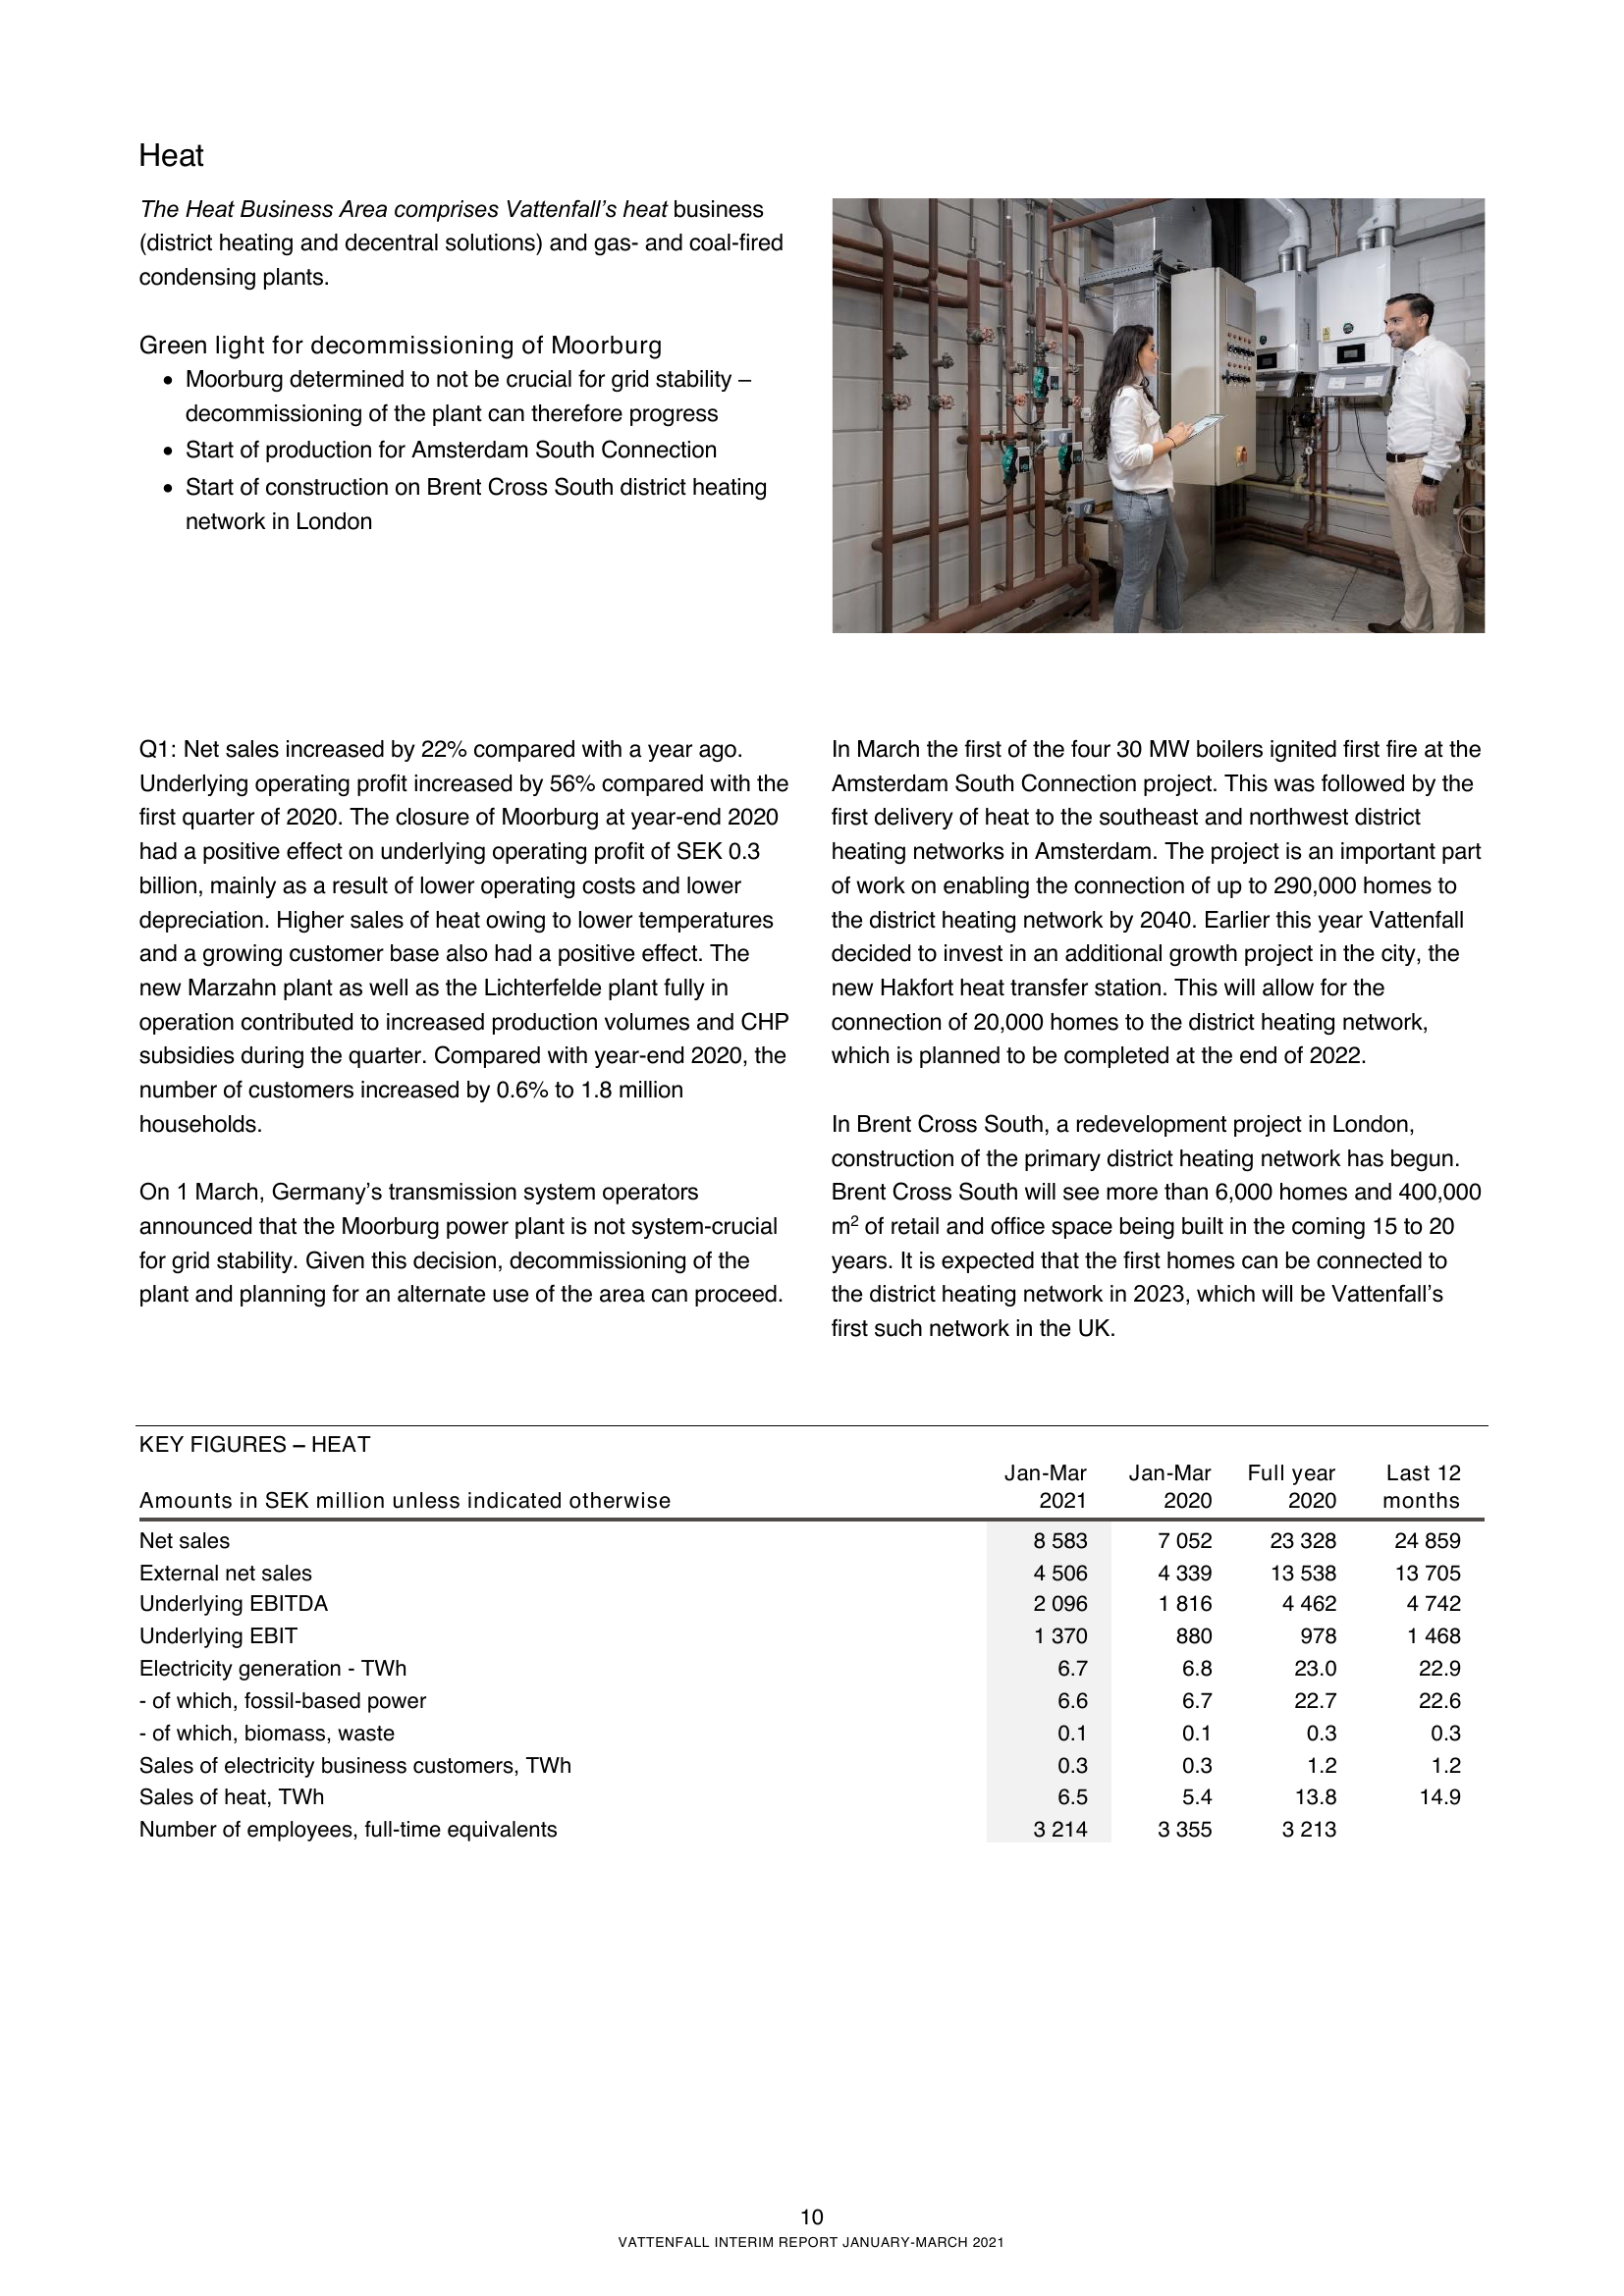 Heat
The Heat Business Area comprises Vattenfall's heat business
(district heating and decentral solutions) and gas- and coal-fired
condensing plants.
Green light for decommissioning of Moorburg
• Moorburg determined to not be crucial for grid stability –
decommissioning of the plant can therefore progress
• Start of production for Amsterdam South Connection
• Start of construction on Brent Cross South district heating
network in London
Q1: Net sales increased by 22% compared with a year ago.
Underlying operating profit increased by 56% compared with the
first quarter of 2020. The closure of Moorburg at year-end 2020
had a positive effect on underlying operating profit of SEK 0.3
billion, mainly as a result of lower operating costs and lower
depreciation. Higher sales of heat owing to lower temperatures
and a growing customer base also had a positive effect. The
new Marzahn plant as well as the Lichterfelde plant fully in
operation contributed to increased production volumes and CHP
subsidies during the quarter. Compared with year-end 2020, the
number of customers increased by 0.6% to 1.8 million
households.
On 1 March, Germany's transmission system operators
announced that the Moorburg power plant is not system-crucial
for grid stability. Given this decision, decommissioning of the
plant and planning for an alternate use of the area can proceed.
In March the first of the four 30 MW boilers ignited first fire at the
Amsterdam South Connection project. This was followed by the
first delivery of heat to the southeast and northwest district
heating networks in Amsterdam. The project is an important part
of work on enabling the connection of up to 290,000 homes to
the district heating network by 2040. Earlier this year Vattenfall
decided to invest in an additional growth project in the city, the
new Hakfort heat transfer station. This will allow for the
connection of 20,000 homes to the district heating network,
which is planned to be completed at the end of 2022.
In Brent Cross South, a redevelopment project in London,
construction of the primary district heating network has begun.
Brent Cross South will see more than 6,000 homes and 400,000
m² of retail and office space being built in the coming 15 to 20
years. It is expected that the first homes can be connected to
the district heating network in 2023, which will be Vattenfall's
first such network in the UK.
KEY FIGURES – HEAT
Jan-Mar Jan-Mar Full year Last 12
Amounts in SEK million unless indicated otherwise 2021 2020 2020 months
Net sales 8 583 7 052 23 328 24 859
External net sales 4 506 4 339 13 538 13 705
Underlying EBITDA 2 096 1 816 4 462 4 742
Underlying EBIT 1 370 880 978 1 468
Electricity generation - TWh 6.7 6.8 23.0 22.9
- of which, fossil-based power 6.6 6.7 22.7 22.6
- of which, biomass, waste 0.1 0.1 0.3 0.3
Sales of electricity business customers, TWh 0.3 0.3 1.2 1.2
Sales of heat, TWh 6.5 5.4 13.8 14.9
Number of employees, full-time equivalents 3 214 3 355 3 213
10
VATTENFALL INTERIM REPORT JANUARY-MARCH 2021